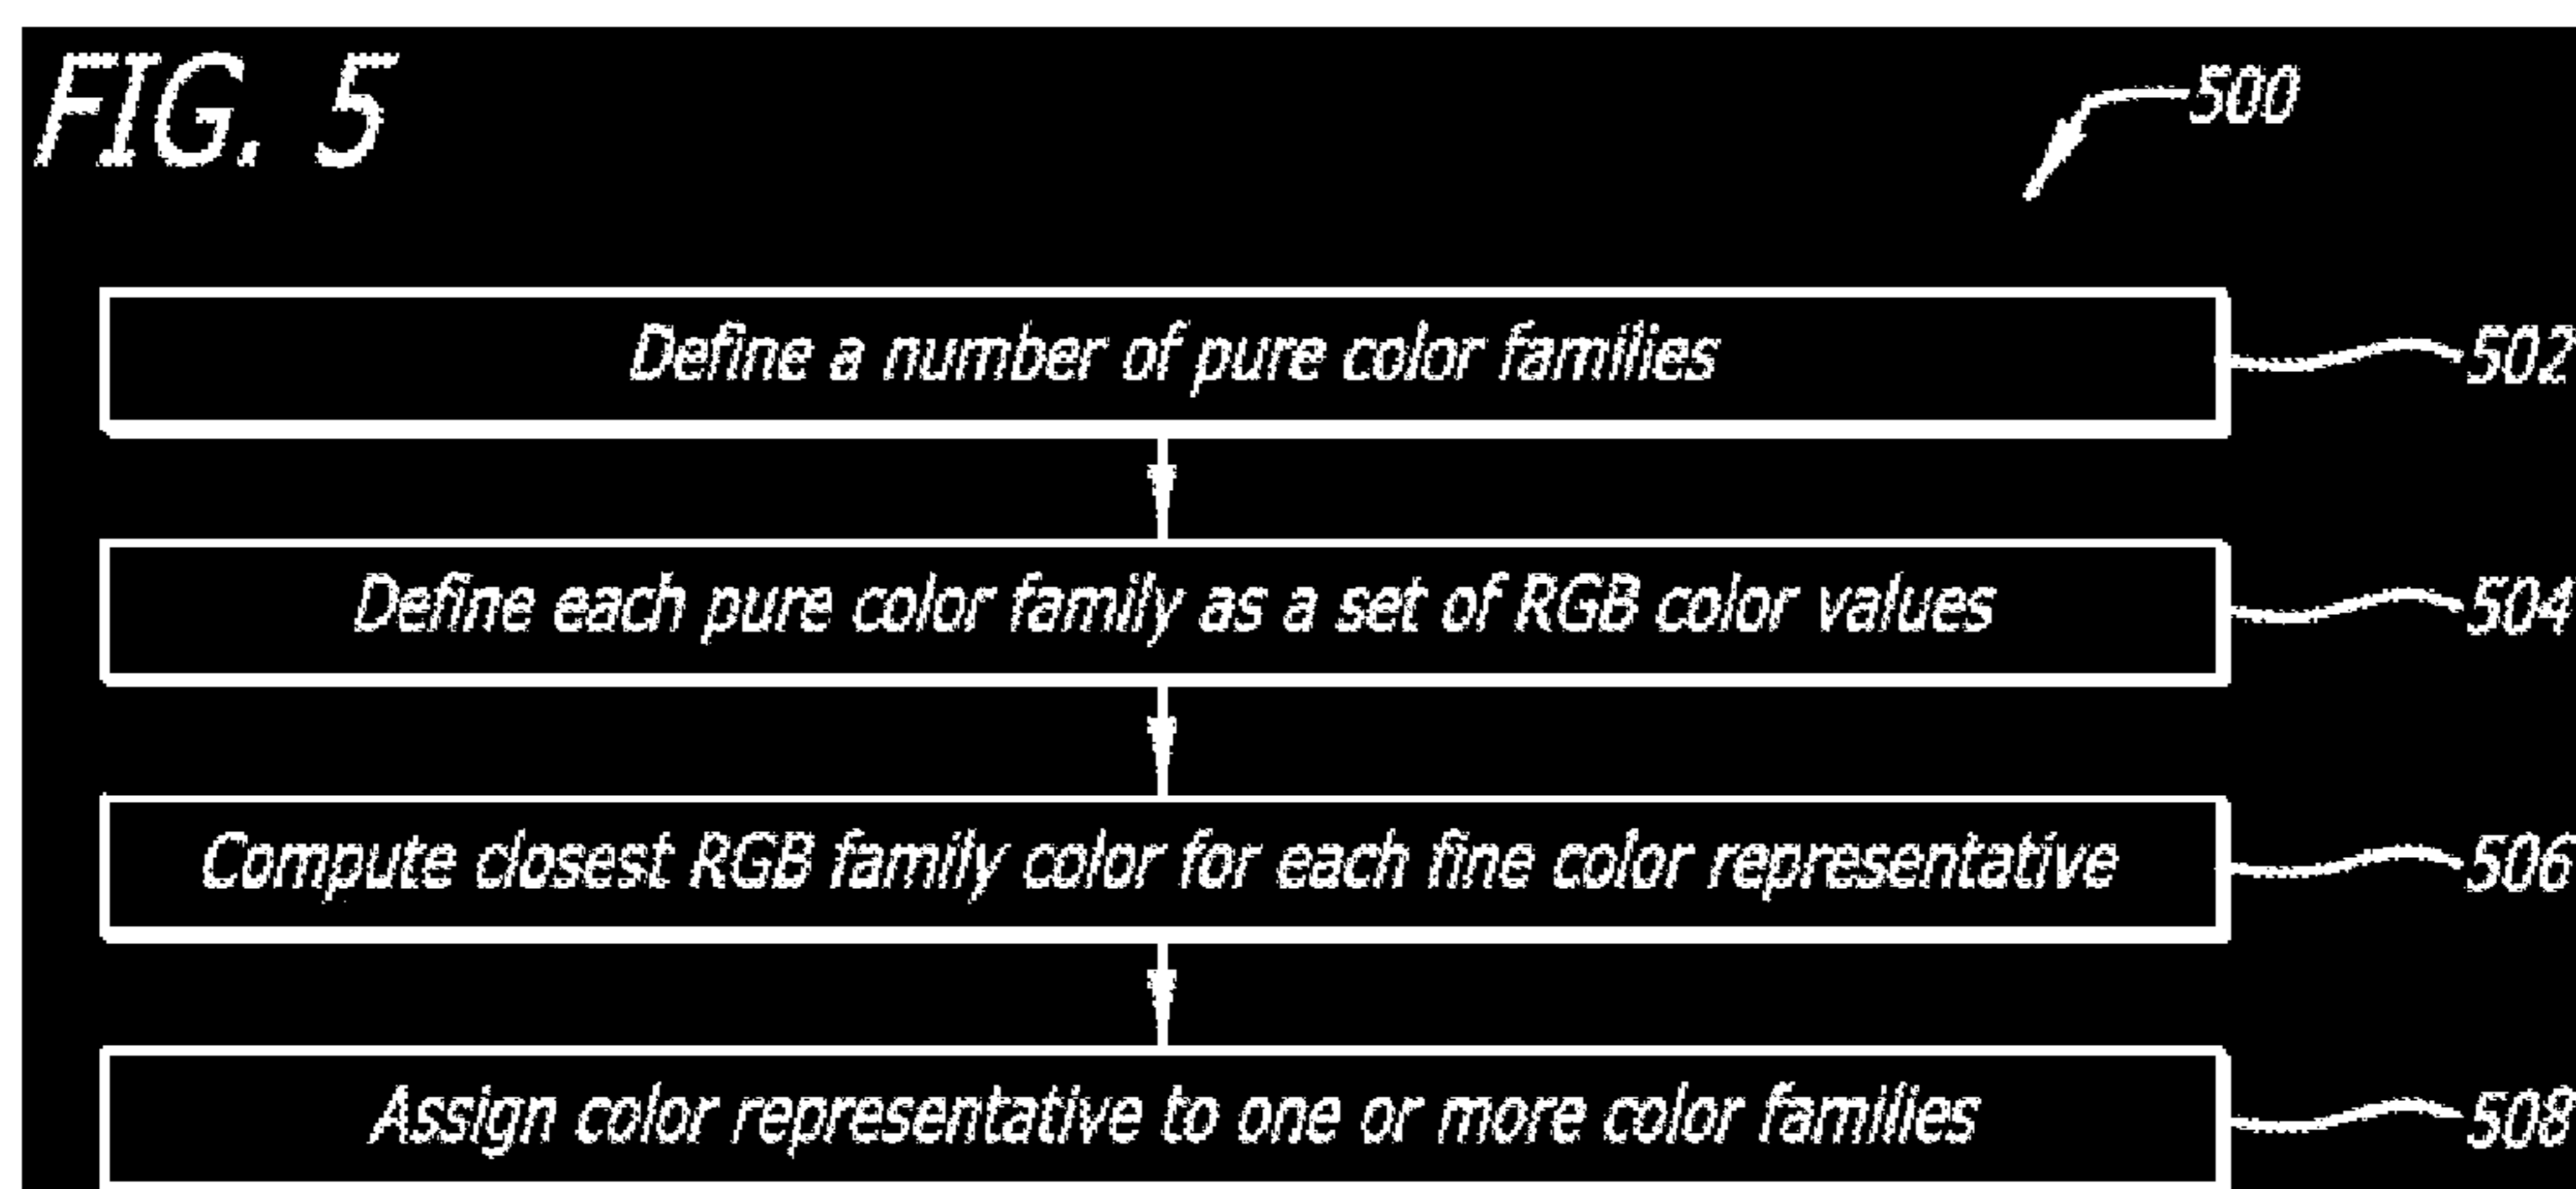 FIG. 5
500
Define a number of pure color families
502
Define each pure color family as a set of RGB color values
504
Compute closest RGB family color for each fine color representative
506
Assign color representative to one or more color families
508